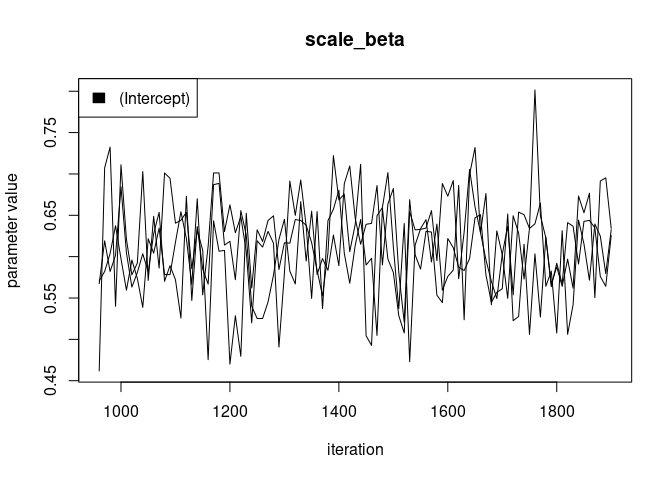 scale_beta
(Intercept)
parameter value
0.75
0.65
0.55
0.45
1000 1200 1400 1600 1800
iteration